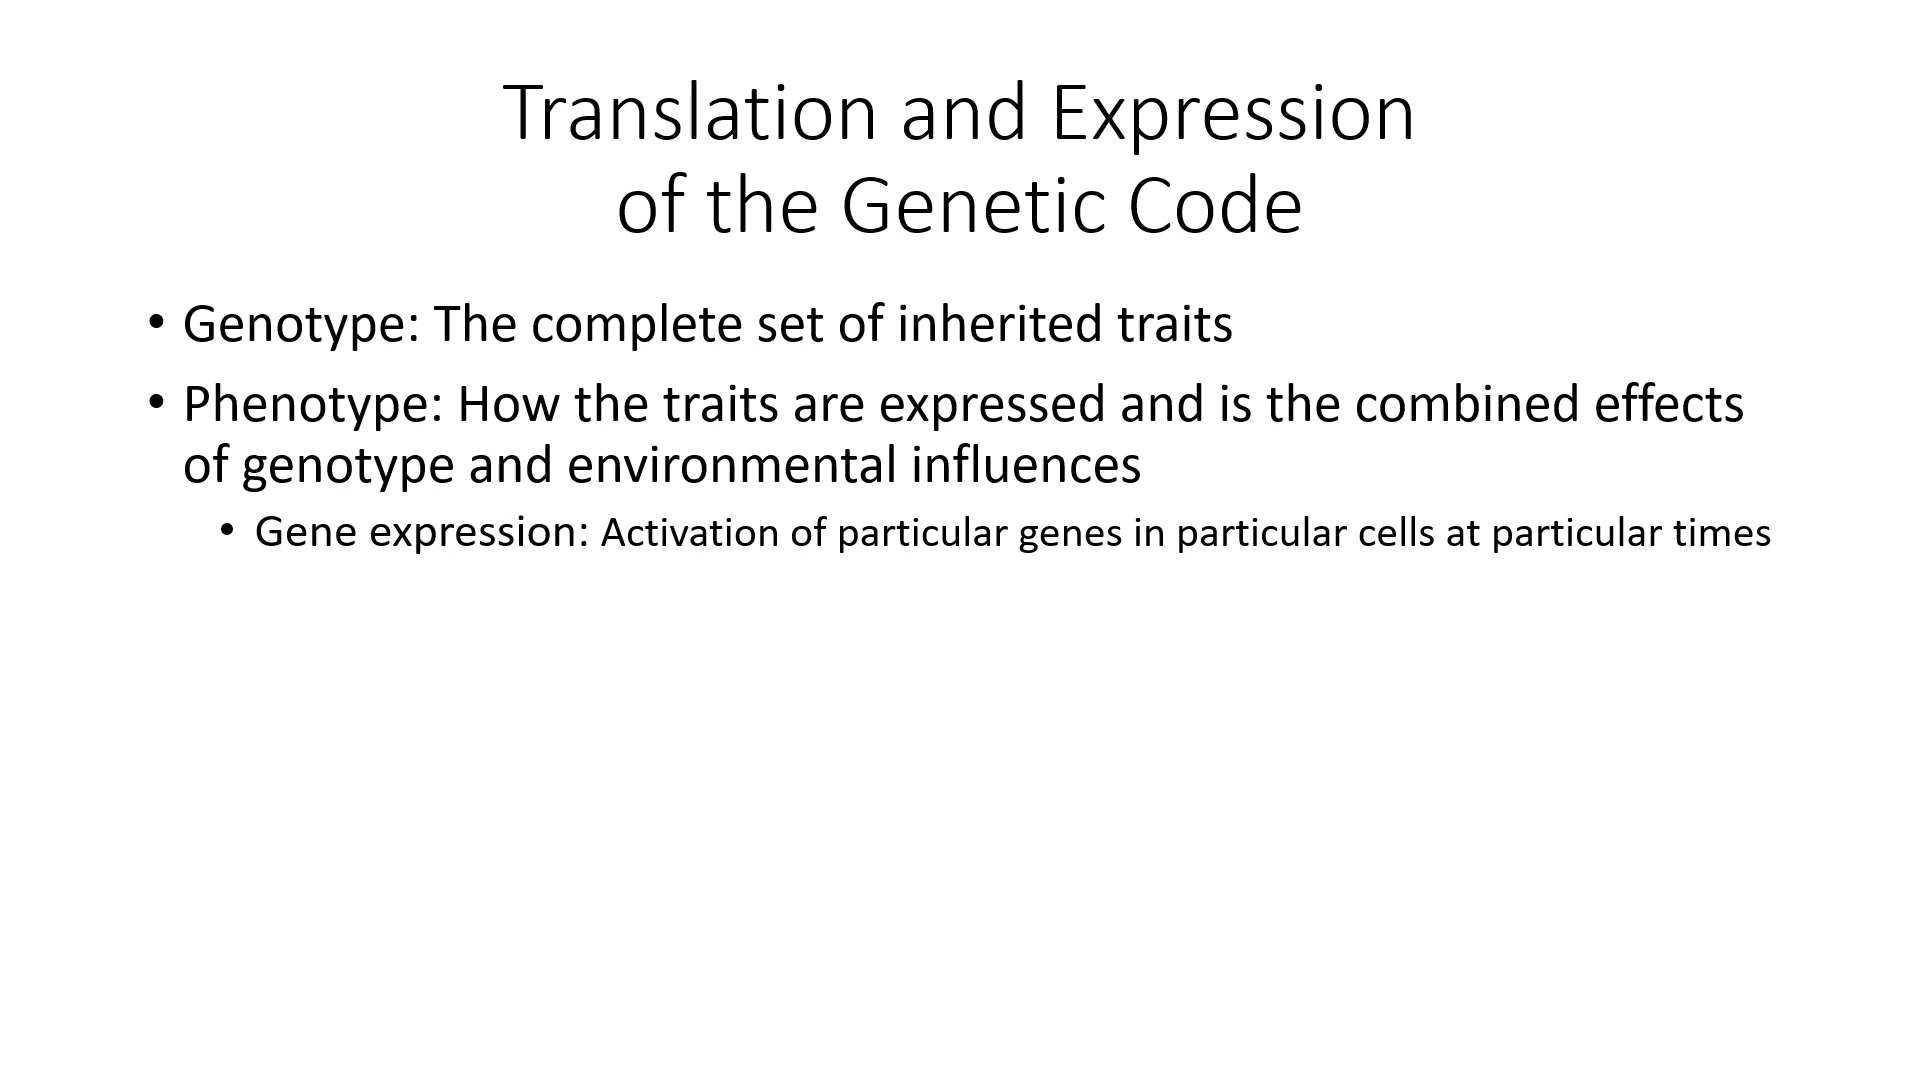 Translation and Expression
of the Genetic Code
• Genotype: The complete set of inherited traits
• Phenotype: How the traits are expressed and is the combined effects
of genotype and environmental influences
• Gene expression: Activation of particular genes in particular cells at particular times